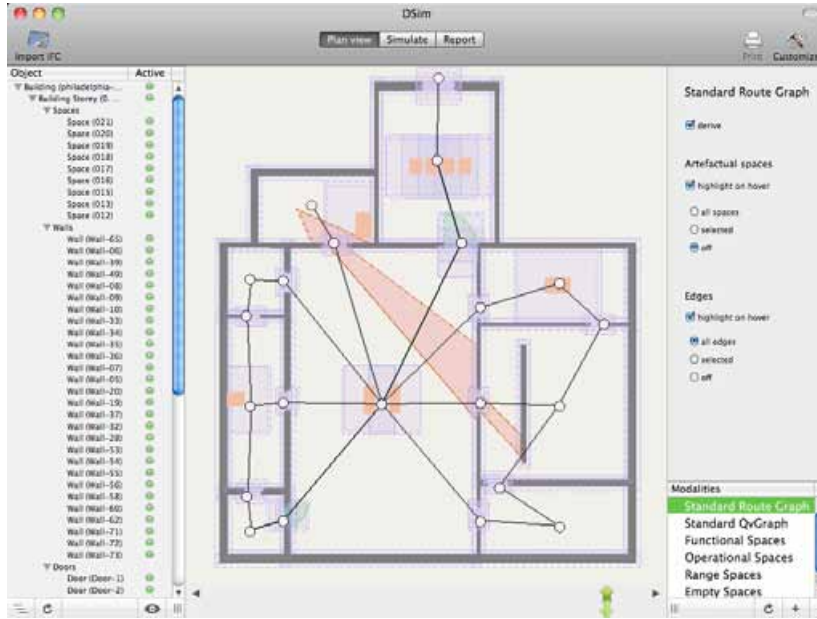 DSim
Import IFC
Plan view
Simulate
Report
Print
Customize
Object
Active
Building (philadelphia-...
Building Storey (0. ...
Spaces
Space (021)
Space (020)
Space (019)
Space (018)
Space (017)
Space (016)
Space (015)
Space (013)
Space (012)
Walls
Wall (Wall-65)
Wall (Wall-06)
Wall (Wall-39)
Wall (Wall-49)
Wall (Wall-08)
Wall (Wall-09)
Wall (Wall-10)
Wall (Wall-33)
Wall (Wall-34)
Wall (Wall-35)
Wall (Wall-36)
Wall (Wall-07)
Wall (Wall-05)
Wall (Wall-20)
Wall (Wall-19)
Wall (Wall-37)
Wall (Wall-32)
Wall (Wall-28)
Wall (Wall-53)
Wall (Wall-54)
Wall (Wall-55)
Wall (Wall-56)
Wall (Wall-58)
Wall (Wall-60)
Wall (Wall-62)
Wall (Wall-71)
Wall (Wall-72)
Wall (Wall-73)
Doors
Door (Door-1)
Door (Door-2)
Standard Route Graph
derive
Artefactual spaces
highlight on hover
all spaces
selected
off
Edges
highlight on hover
all edges
selected
off
Modalities
Standard Route Graph
Standard QvGraph
Functional Spaces
Operational Spaces
Range Spaces
Empty Spaces